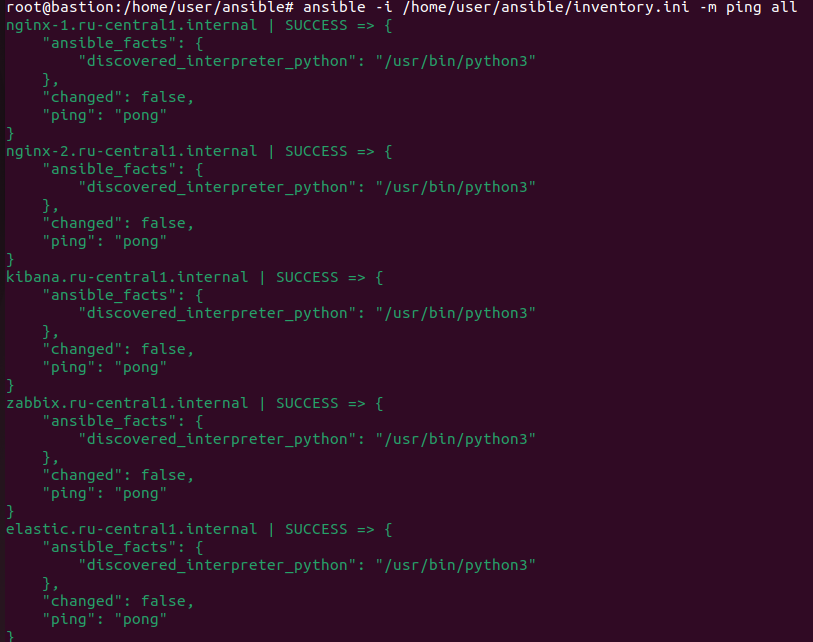 root@bastion:/home/user/ansible# ansible -i /home/user/ansible/inventory.ini -m ping all
nginx-1.ru-central1.internal | SUCCESS => {
    "ansible_facts": {
        "discovered_interpreter_python": "/usr/bin/python3"
    },
    "changed": false,
    "ping": "pong"
}
nginx-2.ru-central1.internal | SUCCESS => {
    "ansible_facts": {
        "discovered_interpreter_python": "/usr/bin/python3"
    },
    "changed": false,
    "ping": "pong"
}
kibana.ru-central1.internal | SUCCESS => {
    "ansible_facts": {
        "discovered_interpreter_python": "/usr/bin/python3"
    },
    "changed": false,
    "ping": "pong"
}
zabbix.ru-central1.internal | SUCCESS => {
    "ansible_facts": {
        "discovered_interpreter_python": "/usr/bin/python3"
    },
    "changed": false,
    "ping": "pong"
}
elastic.ru-central1.internal | SUCCESS => {
    "ansible_facts": {
        "discovered_interpreter_python": "/usr/bin/python3"
    },
    "changed": false,
    "ping": "pong"
}